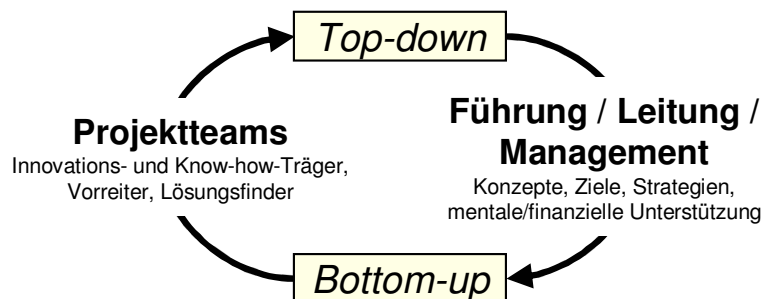 Top-down
Projektteams
Innovations- und Know-how-Träger,
Vorreiter, Lösungsfinder
Führung / Leitung /
Management
Konzepte, Ziele, Strategien,
mentale/finanzielle Unterstützung
Bottom-up